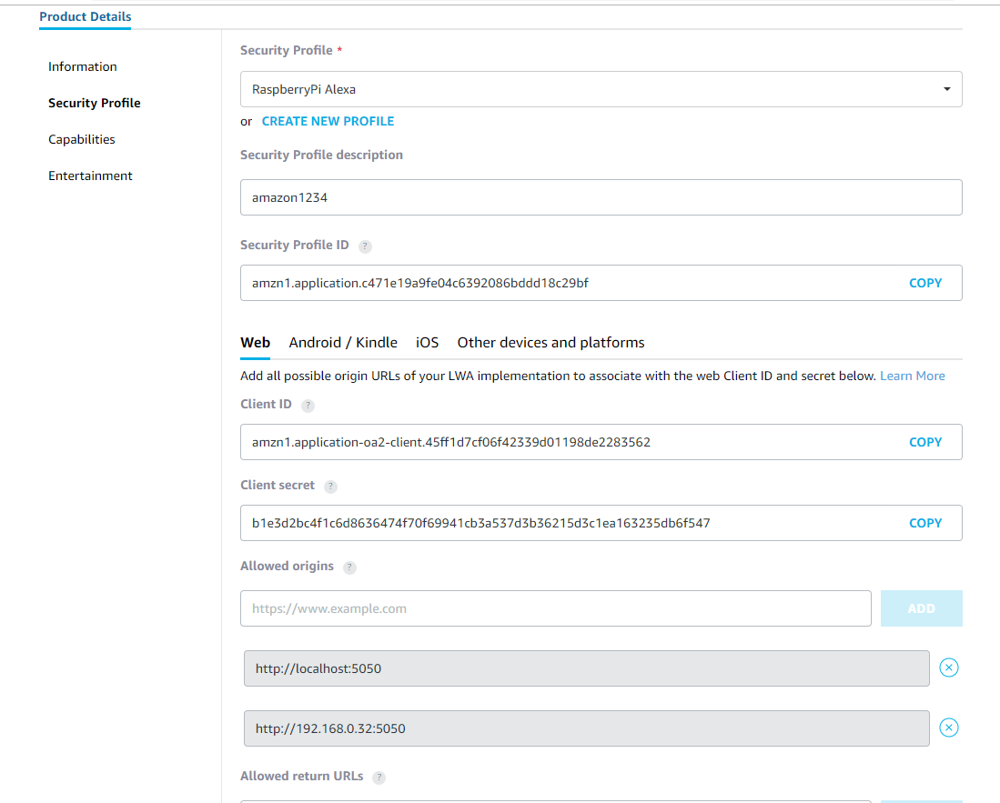 Product Details
Information
Security Profile
Capabilities
Entertainment
Security Profile *
RaspberryPi Alexa
or CREATE NEW PROFILE
Security Profile description
amazon1234
Security Profile ID ?
amzn1.application.c471e19a9fe04c6392086bddd18c29bf COPY
Web Android / Kindle iOS Other devices and platforms
Add all possible origin URLs of your LWA implementation to associate with the web Client ID and secret below. Learn More
Client ID ?
amzn1.application-oa2-client.45ff1d7cf06f42339d01198de2283562 COPY
Client secret ?
b1e3d2bc4f1c6d8636474f70f69941cb3a537d3b36215d3c1ea163235db6f547 COPY
Allowed origins ?
https://www.example.com ADD
http://localhost:5050
http://192.168.0.32:5050
Allowed return URLs ?